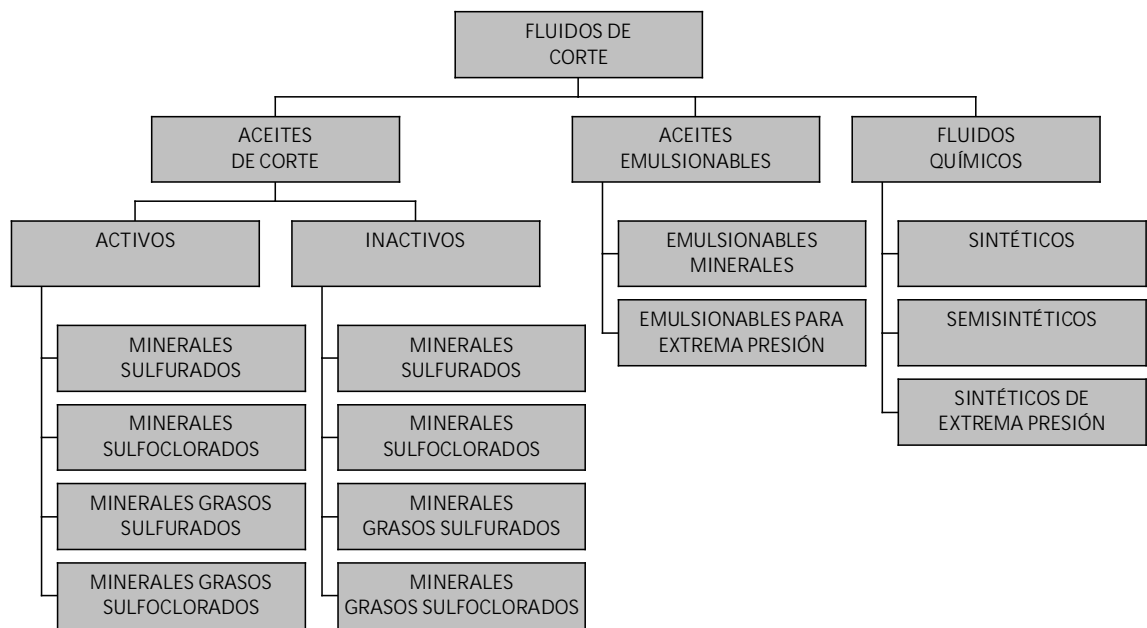 FLUIDOS DE
CORTE
ACEITES
DE CORTE
ACEITES
EMULSIONABLES
FLUIDOS
QUÍMICOS
ACTIVOS
INACTIVOS
EMULSIONABLES
MINERALES
SINTÉTICOS
EMULSIONABLES PARA
EXTREMA PRESIÓN
SEMISINTÉTICOS
SINTÉTICOS DE
EXTREMA PRESIÓN
MINERALES
SULFURADOS
MINERALES
SULFOCLORADOS
MINERALES GRASOS
SULFURADOS
MINERALES GRASOS
SULFOCLORADOS
MINERALES
SULFURADOS
MINERALES
SULFOCLORADOS
MINERALES
GRASOS SULFURADOS
MINERALES
GRASOS SULFOCLORADOS